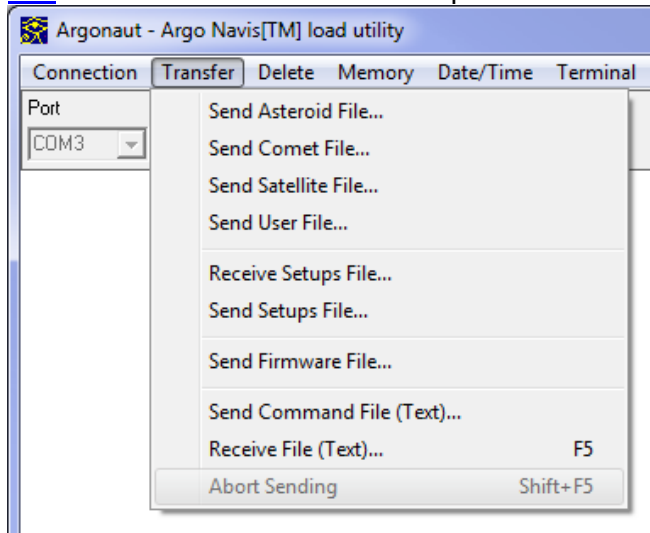 Argonaut - Argo Navis[TM] load utility
Connection Transfer Delete Memory Date/Time Terminal
Port
COM3
Send Asteroid File...
Send Comet File...
Send Satellite File...
Send User File...
Receive Setups File...
Send Setups File...
Send Firmware File...
Send Command File (Text)...
Receive File (Text)... F5
Abort Sending Shift+F5